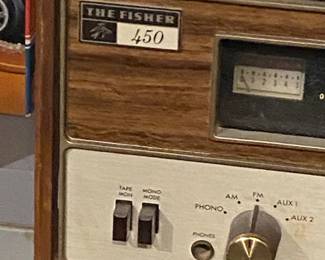 THE FISHER
450
TAPE MON
MONO MODE
PHONO
AM
FM
AUX 1
AUX 2
PHONES